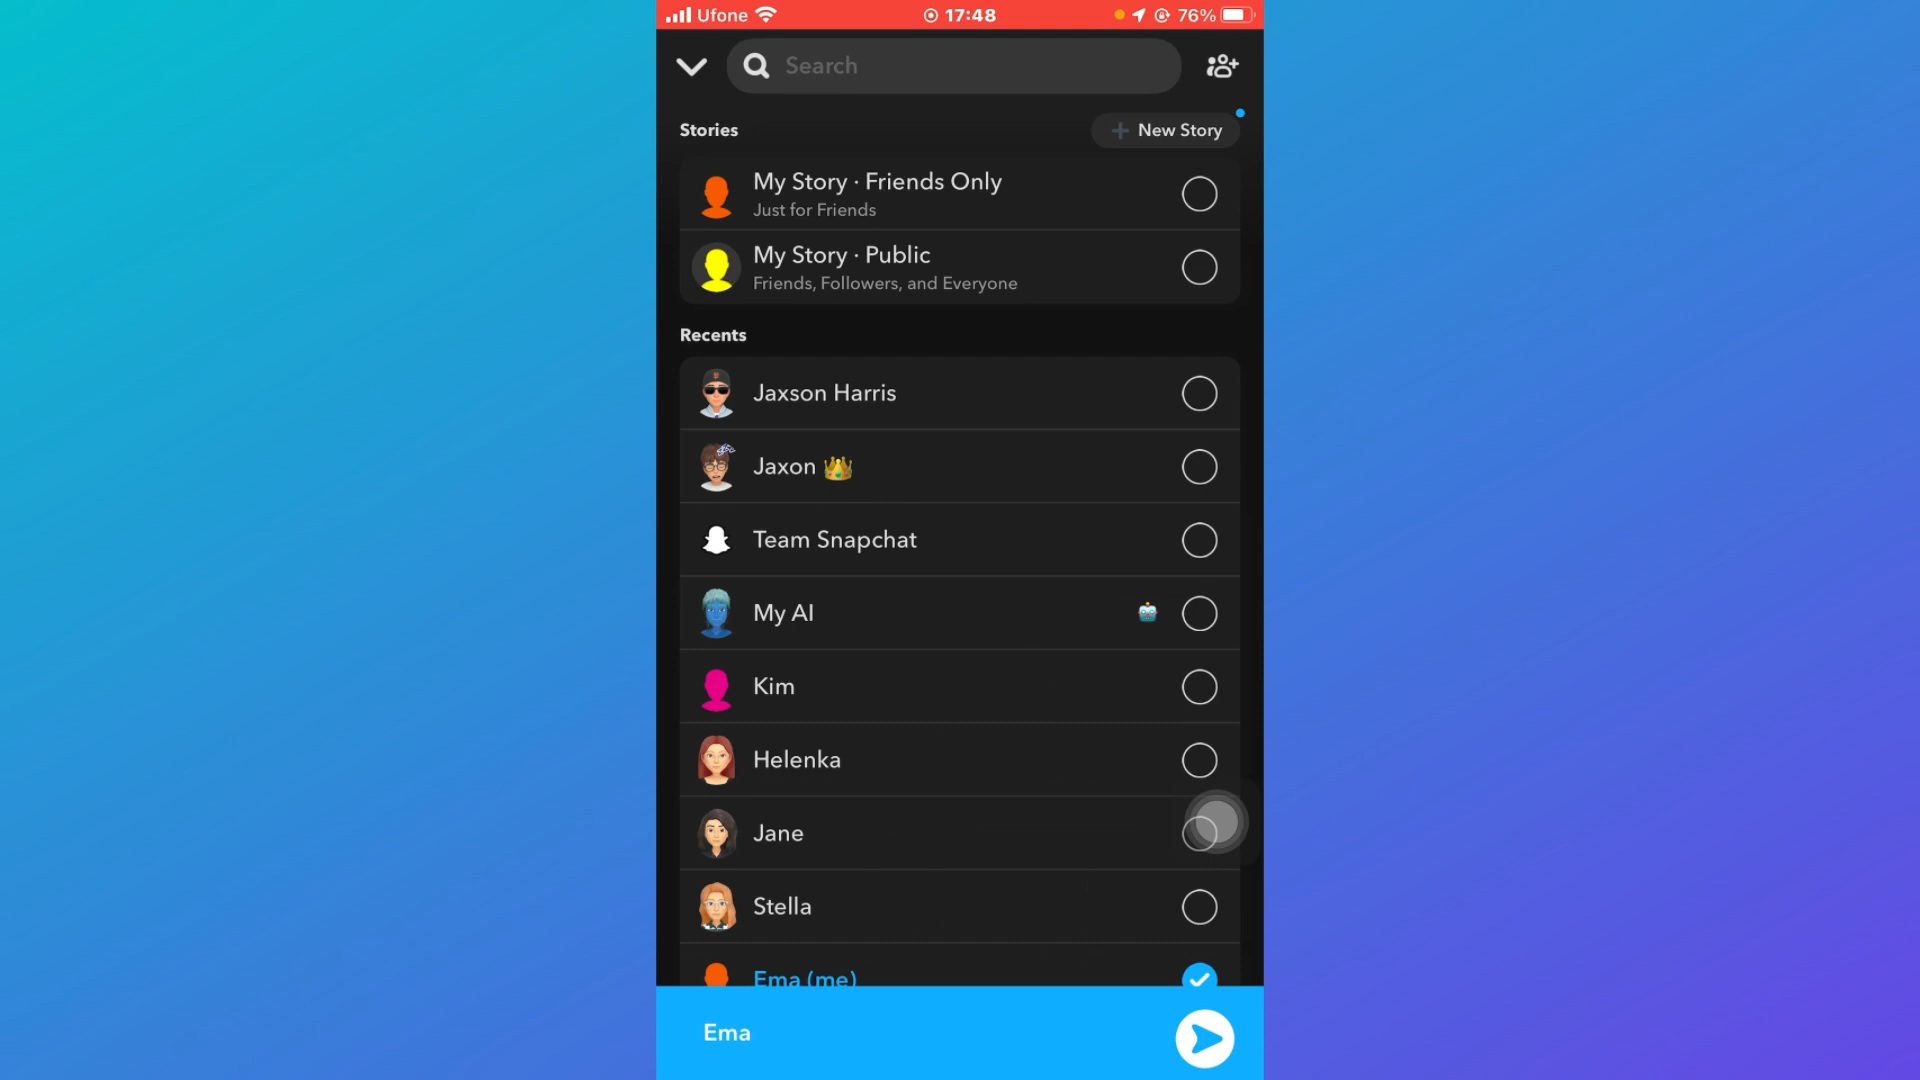 Ufone 17:48 76%
Search
Stories
New Story
My Story · Friends Only
Just for Friends
My Story · Public
Friends, Followers, and Everyone
Recents
Jaxson Harris
Jaxon 👑
Team Snapchat
My AI
Kim
Helenka
Jane
Stella
Ema (me)
Ema